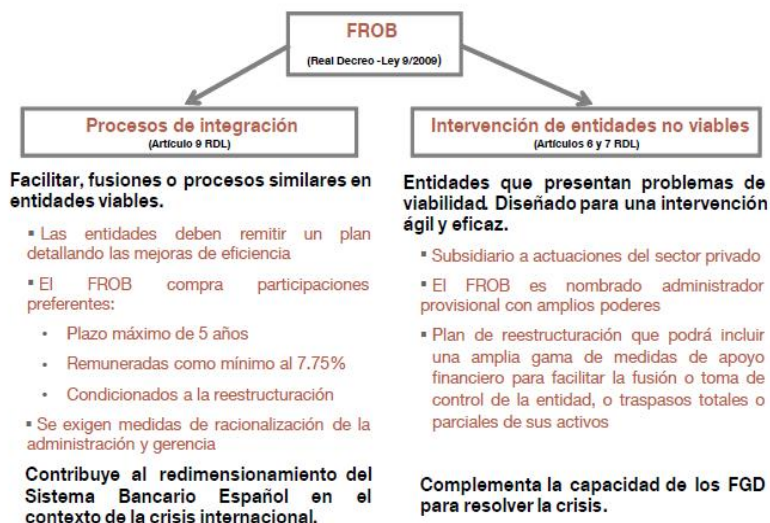 FROB
(Real Decreo -Ley 9/2009)
Procesos de integración
(Artículo 9 RDL)
Facilitar, fusiones o procesos similares en
entidades viables.
▪ Las entidades deben remitir un plan
detallando las mejoras de eficiencia
▪ El FROB compra participaciones
preferentes:
• Plazo máximo de 5 años
• Remuneradas como mínimo al 7.75%
• Condicionados a la reestructuración
▪ Se exigen medidas de racionalización de la
administración y gerencia
Contribuye al redimensionamiento del
Sistema Bancario Español en el
contexto de la crisis internacional.
Intervención de entidades no viables
(Artículos 6 y 7 RDL)
Entidades que presentan problemas de
viabilidad. Diseñado para una intervención
ágil y eficaz.
▪ Subsidiario a actuaciones del sector privado
▪ El FROB es nombrado administrador
provisional con amplios poderes
▪ Plan de reestructuración que podrá incluir
una amplia gama de medidas de apoyo
financiero para facilitar la fusión o toma de
control de la entidad, o traspasos totales o
parciales de sus activos
Complementa la capacidad de los FGD
para resolver la crisis.